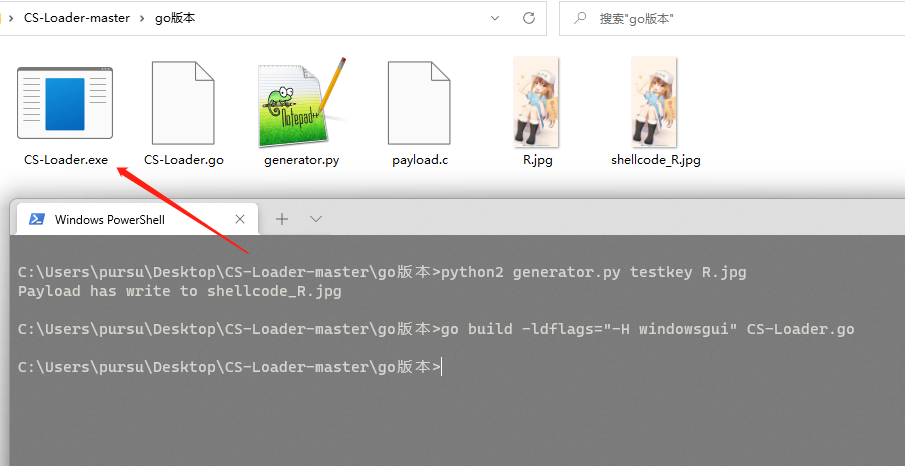 CS-Loader-master › go版本
搜索"go版本"
CS-Loader.exe
CS-Loader.go
generator.py
payload.c
R.jpg
shellcode_R.jpg
Notepad++
Windows PowerShell
C:\Users\pursu\Desktop\CS-Loader-master\go版本>python2 generator.py testkey R.jpg
Payload has write to shellcode_R.jpg
C:\Users\pursu\Desktop\CS-Loader-master\go版本>go build -ldflags="-H windowsgui" CS-Loader.go
C:\Users\pursu\Desktop\CS-Loader-master\go版本>